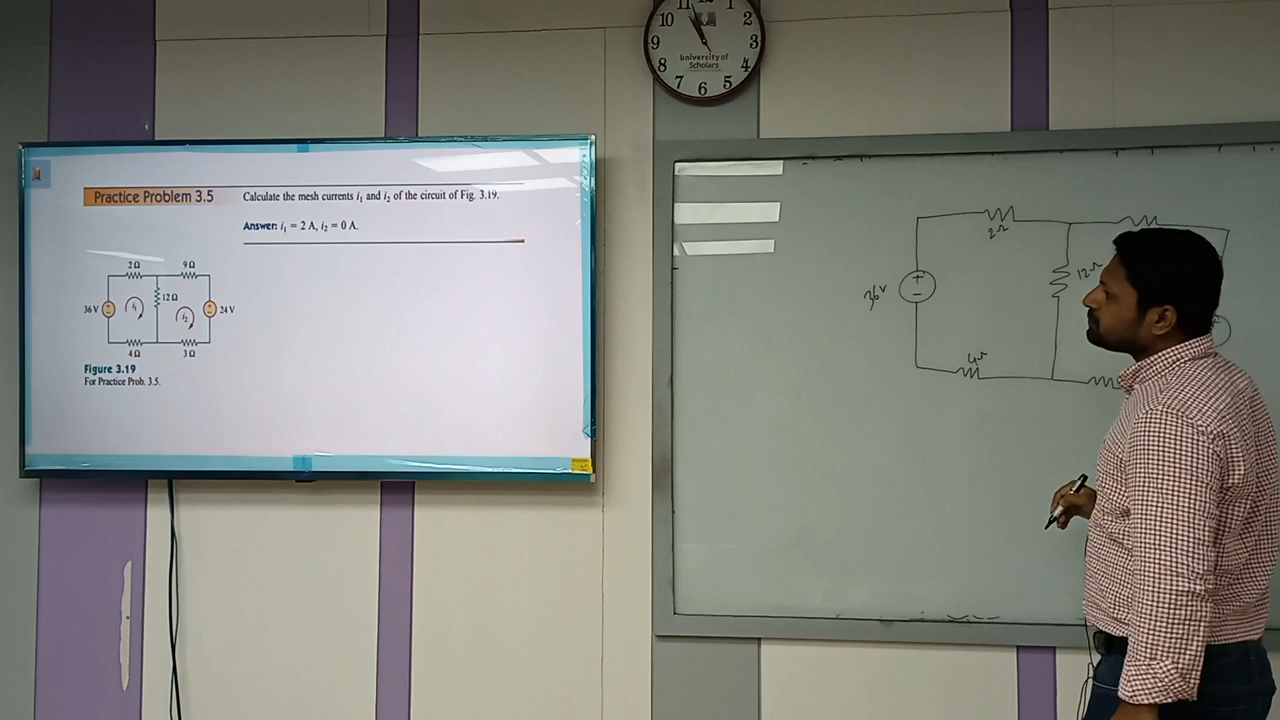 11 12 1
10 2
9 3
8 4
7 6 5
University of
Scholars
Practice Problem 3.5
Calculate the mesh currents i₁ and i₂ of the circuit of Fig. 3.19.
Answer: i₁ = 2 A, i₂ = 0 A.
2 Ω 9 Ω
36 V + − i₁ 12 Ω i₂ 24 V
4 Ω 3 Ω
Figure 3.19
For Practice Prob. 3.5.
2Ω
36V + − 12Ω
4Ω